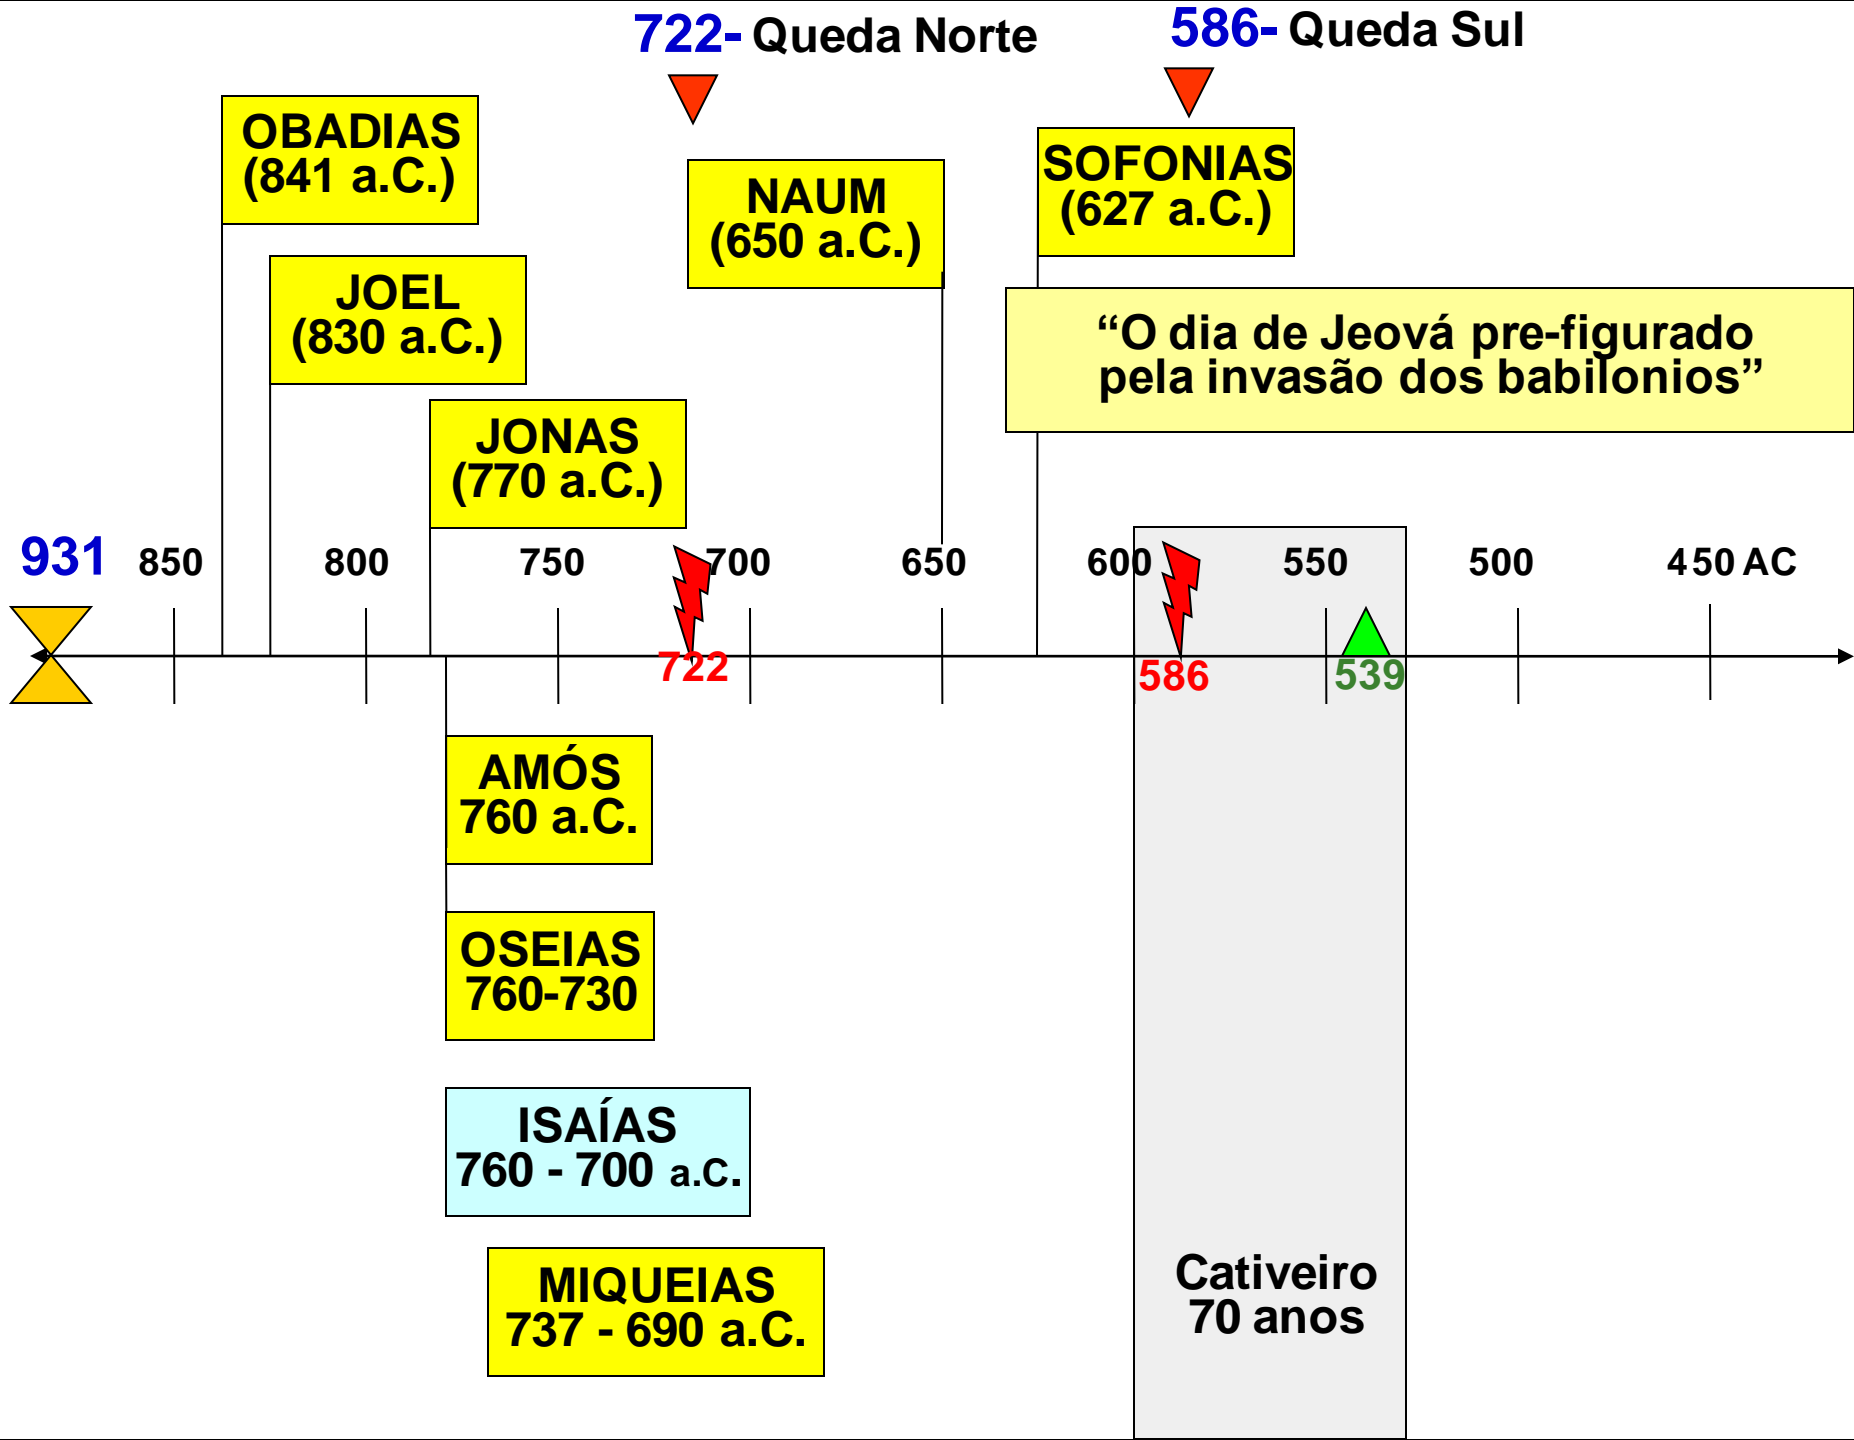 722- Queda Norte
586- Queda Sul
OBADIAS
(841 a.C.)
JOEL
(830 a.C.)
JONAS
(770 a.C.)
NAUM
(650 a.C.)
SOFONIAS
(627 a.C.)
“O dia de Jeová pre-figurado
pela invasão dos babilonios”
931 850 800 750 700 650 600 550 500 450 AC
722 586 539
AMÓS
760 a.C.
OSEIAS
760-730
ISAÍAS
760 - 700 a.C.
MIQUEIAS
737 - 690 a.C.
Cativeiro
70 anos